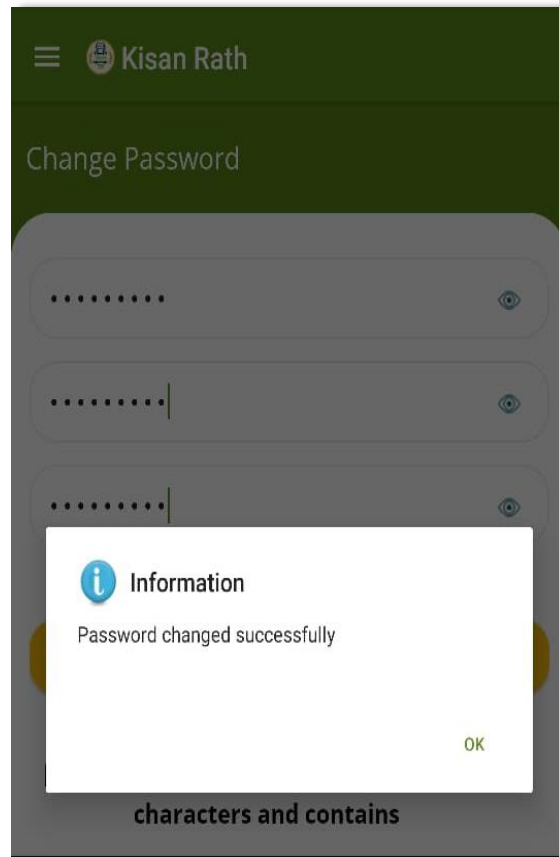 Kisan Rath
Change Password
•••••••••
•••••••••
•••••••••
Information
Password changed successfully
OK
characters and contains